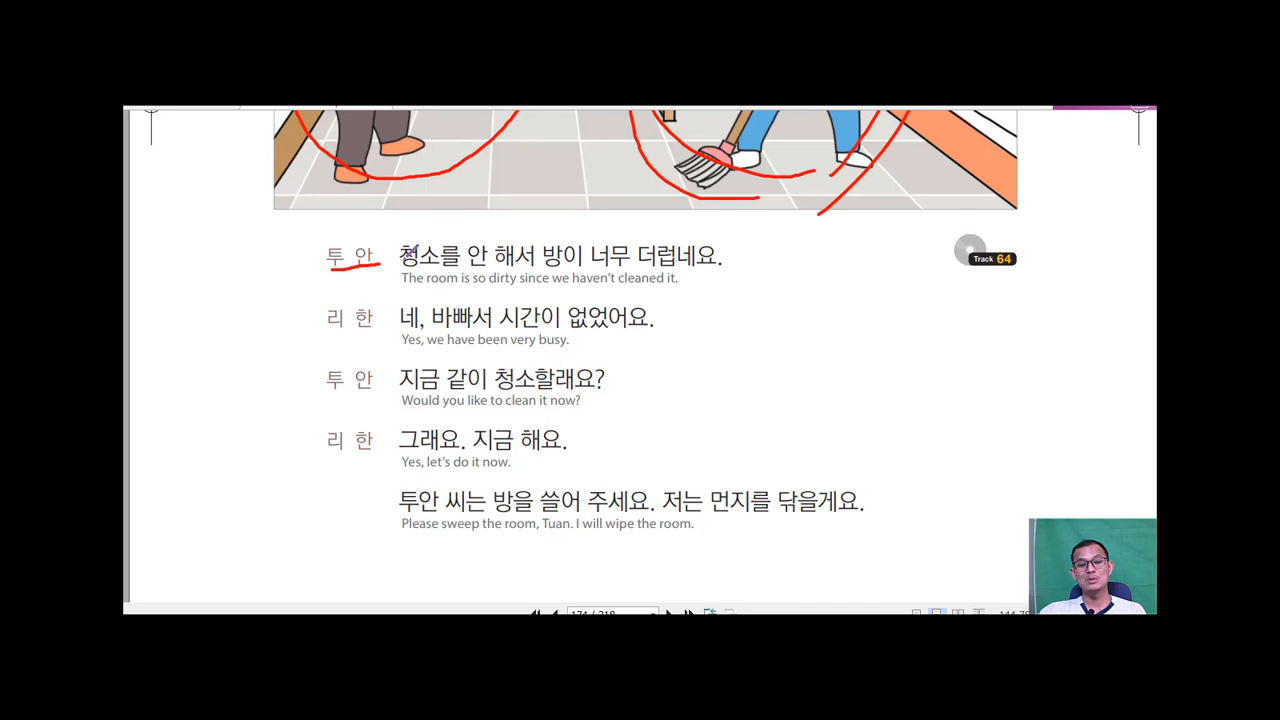 투 안 청소를 안 해서 방이 너무 더럽네요.
The room is so dirty since we haven't cleaned it.
Track 64
리 한 네, 바빠서 시간이 없었어요.
Yes, we have been very busy.
투 안 지금 같이 청소할래요?
Would you like to clean it now?
리 한 그래요. 지금 해요.
Yes, let's do it now.
투안 씨는 방을 쓸어 주세요. 저는 먼지를 닦을게요.
Please sweep the room, Tuan. I will wipe the room.